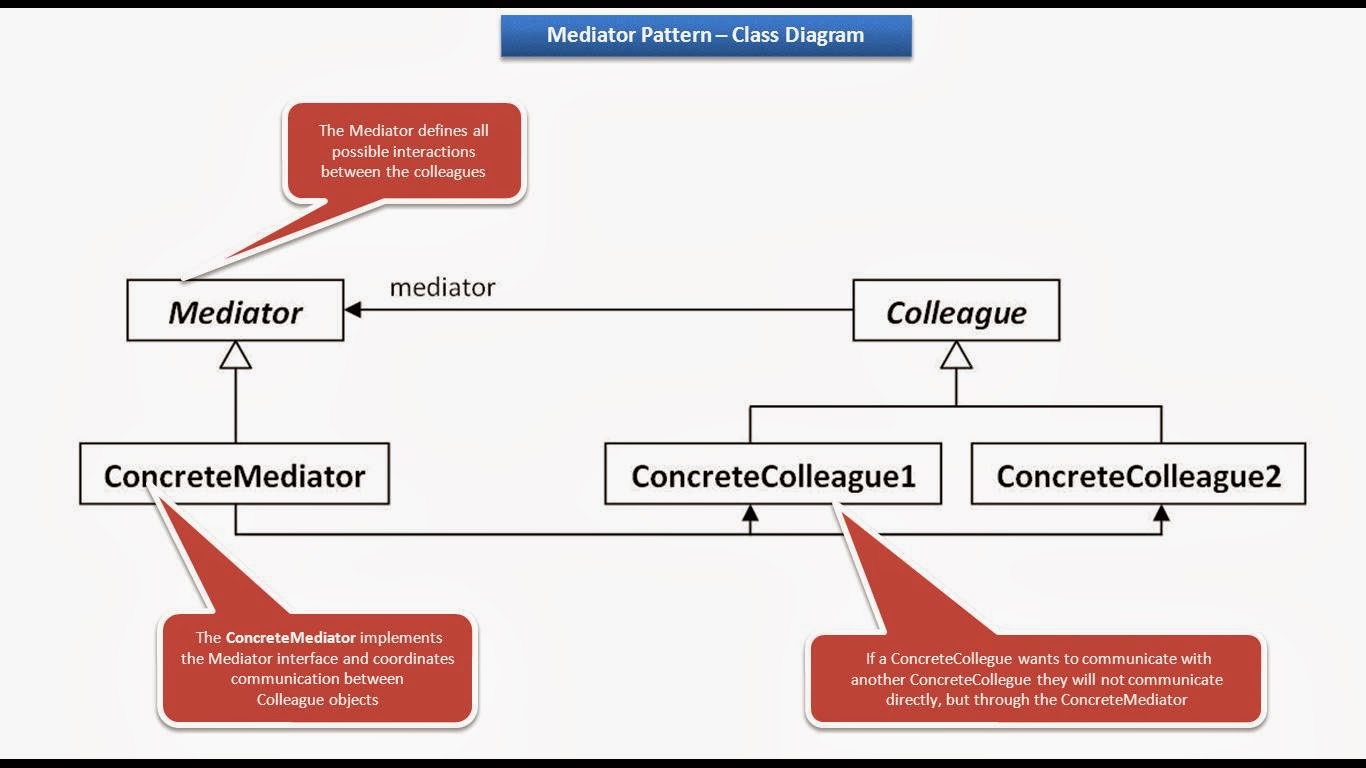 Mediator Pattern – Class Diagram
The Mediator defines all
possible interactions
between the colleagues
Mediator
mediator
Colleague
ConcreteMediator
ConcreteColleague1
ConcreteColleague2
The ConcreteMediator implements
the Mediator interface and coordinates
communication between
Colleague objects
If a ConcreteCollegue wants to communicate with
another ConcreteCollegue they will not communicate
directly, but through the ConcreteMediator